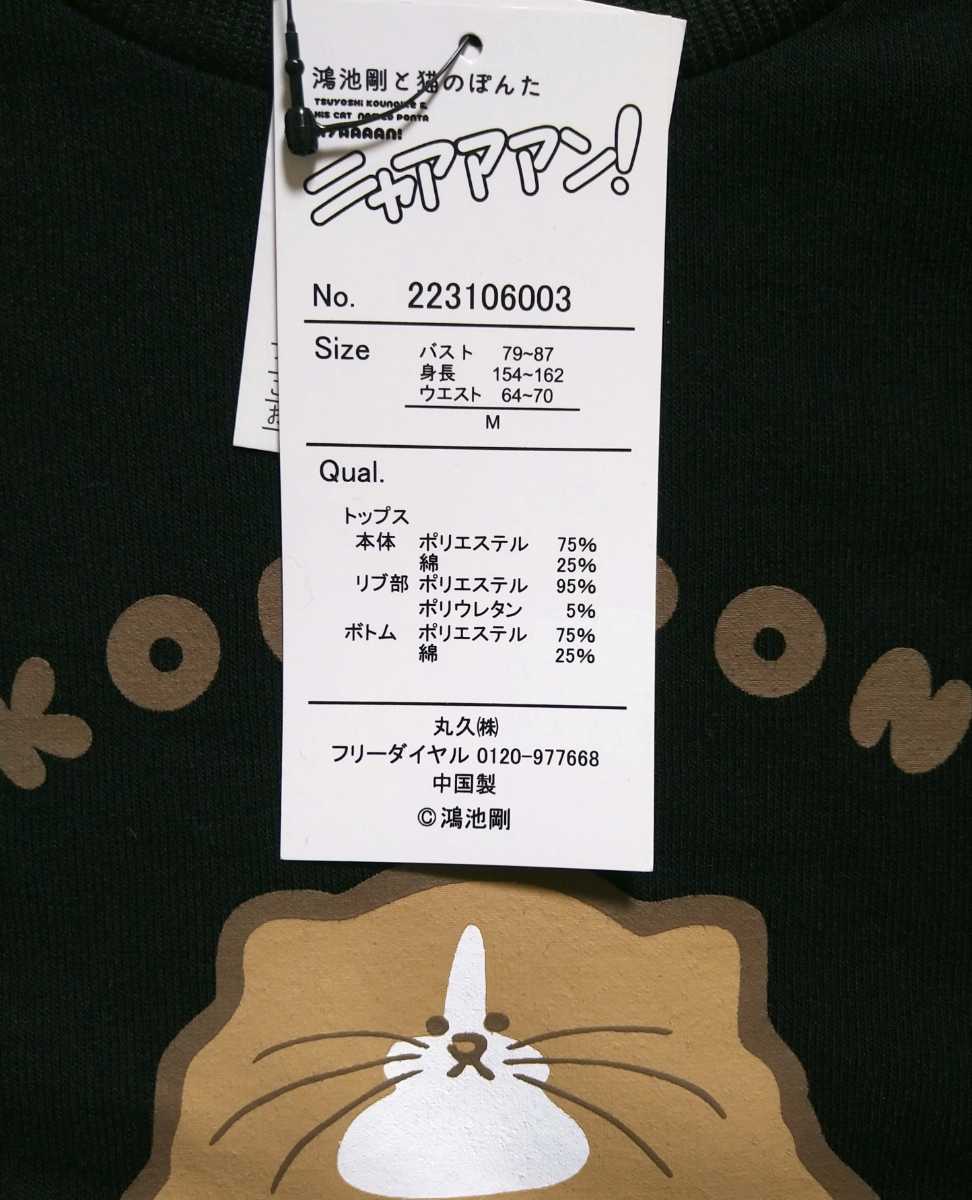 鴻池剛と猫のぽんた
TSUYOSHI KOUNOIKE &
HIS CAT NAMED PONTA
ニャアアアン!
No. 223106003
Size バスト 79~87
身長 154~162
ウエスト 64~70
M
Qual.
トップス
本体 ポリエステル 75%
綿 25%
リブ部 ポリエステル 95%
ポリウレタン 5%
ボトム ポリエステル 75%
綿 25%
丸久㈱
フリーダイヤル 0120-977668
中国製
©鴻池剛
KO
ON